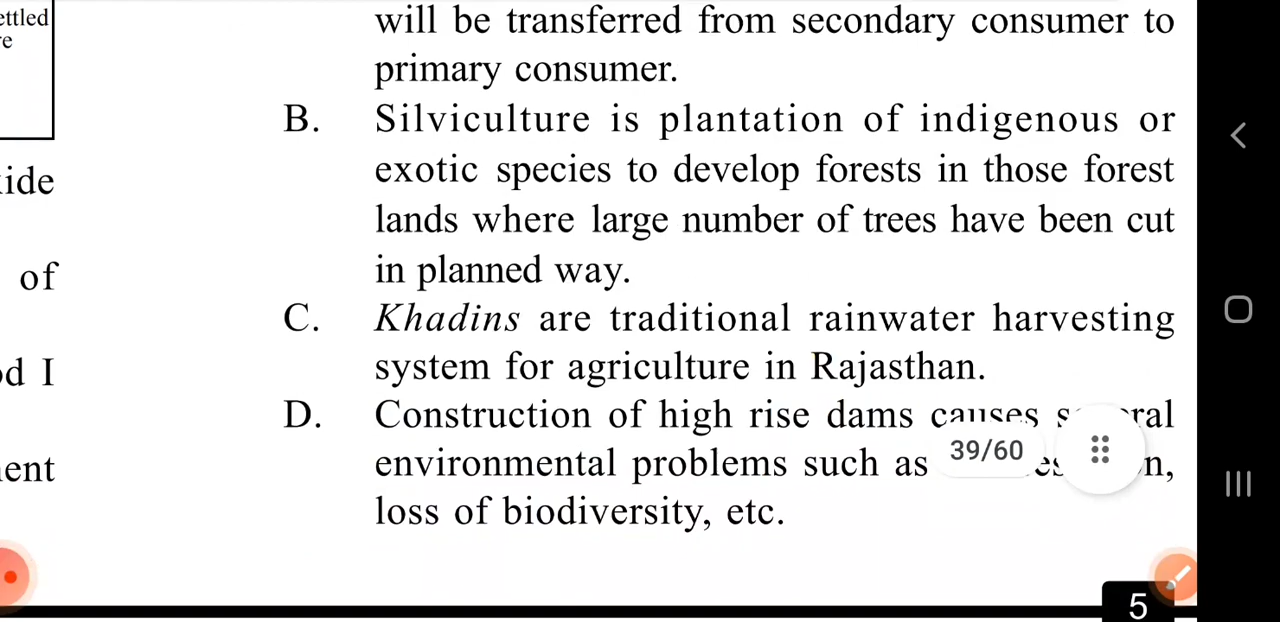 ettled
e
ide
of
d I
ent
will be transferred from secondary consumer to
primary consumer.
B. Silviculture is plantation of indigenous or
exotic species to develop forests in those forest
lands where large number of trees have been cut
in planned way.
C. Khadins are traditional rainwater harvesting
system for agriculture in Rajasthan.
D. Construction of high rise dams causes
environmental problems such as
loss of biodiversity, etc.
39/60
5